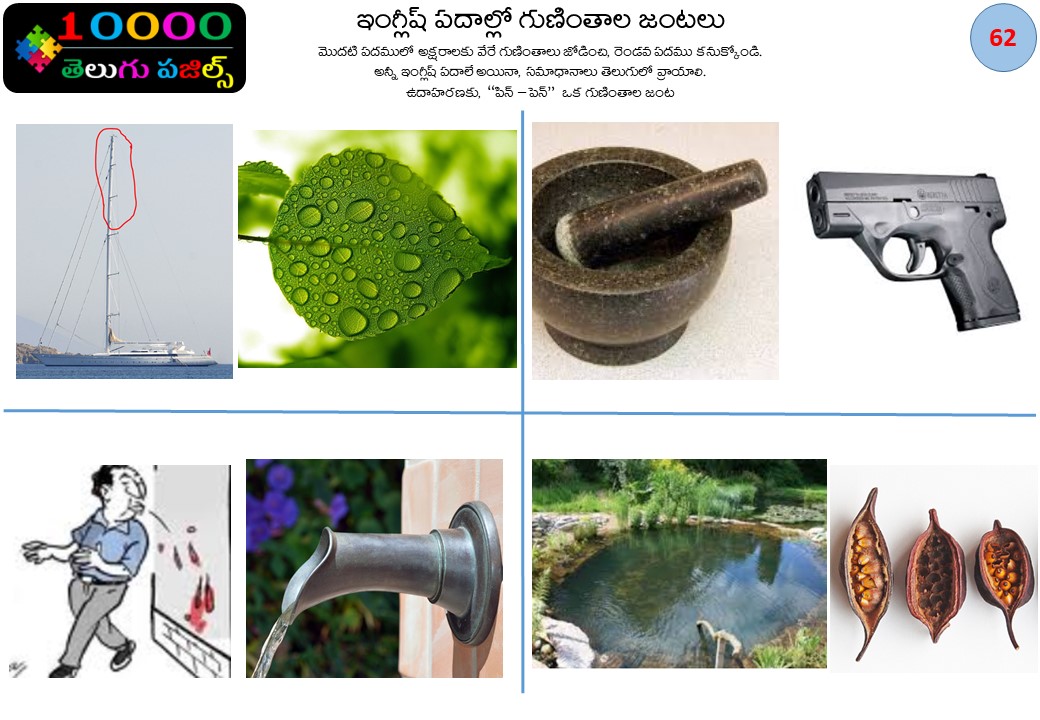 10000
తెలుగు పజిల్స్
ఇంగ్లీష్ పదాల్లో గుణింతాల జంటలు
మొదటి పదములో అక్షరాలకు వేరే గుణింతాలు జోడించి, రెండవ పదము కనుక్కోండి.
అన్నీ ఇంగ్లీష్ పదాలే అయినా, సమాధానాలు తెలుగులో వ్రాయాలి.
ఉదాహరణకు, “పిన్ – పెన్” ఒక గుణింతాల జంట
62